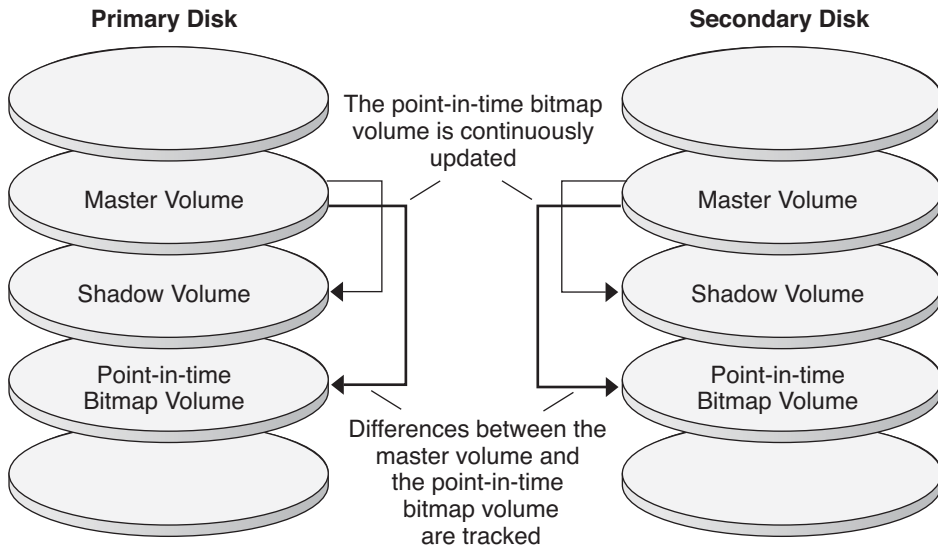 Primary Disk
Secondary Disk
The point-in-time bitmap
volume is continuously
updated
Master Volume
Master Volume
Shadow Volume
Shadow Volume
Point-in-time
Bitmap Volume
Point-in-time
Bitmap Volume
Differences between the
master volume and
the point-in-time
bitmap volume
are tracked